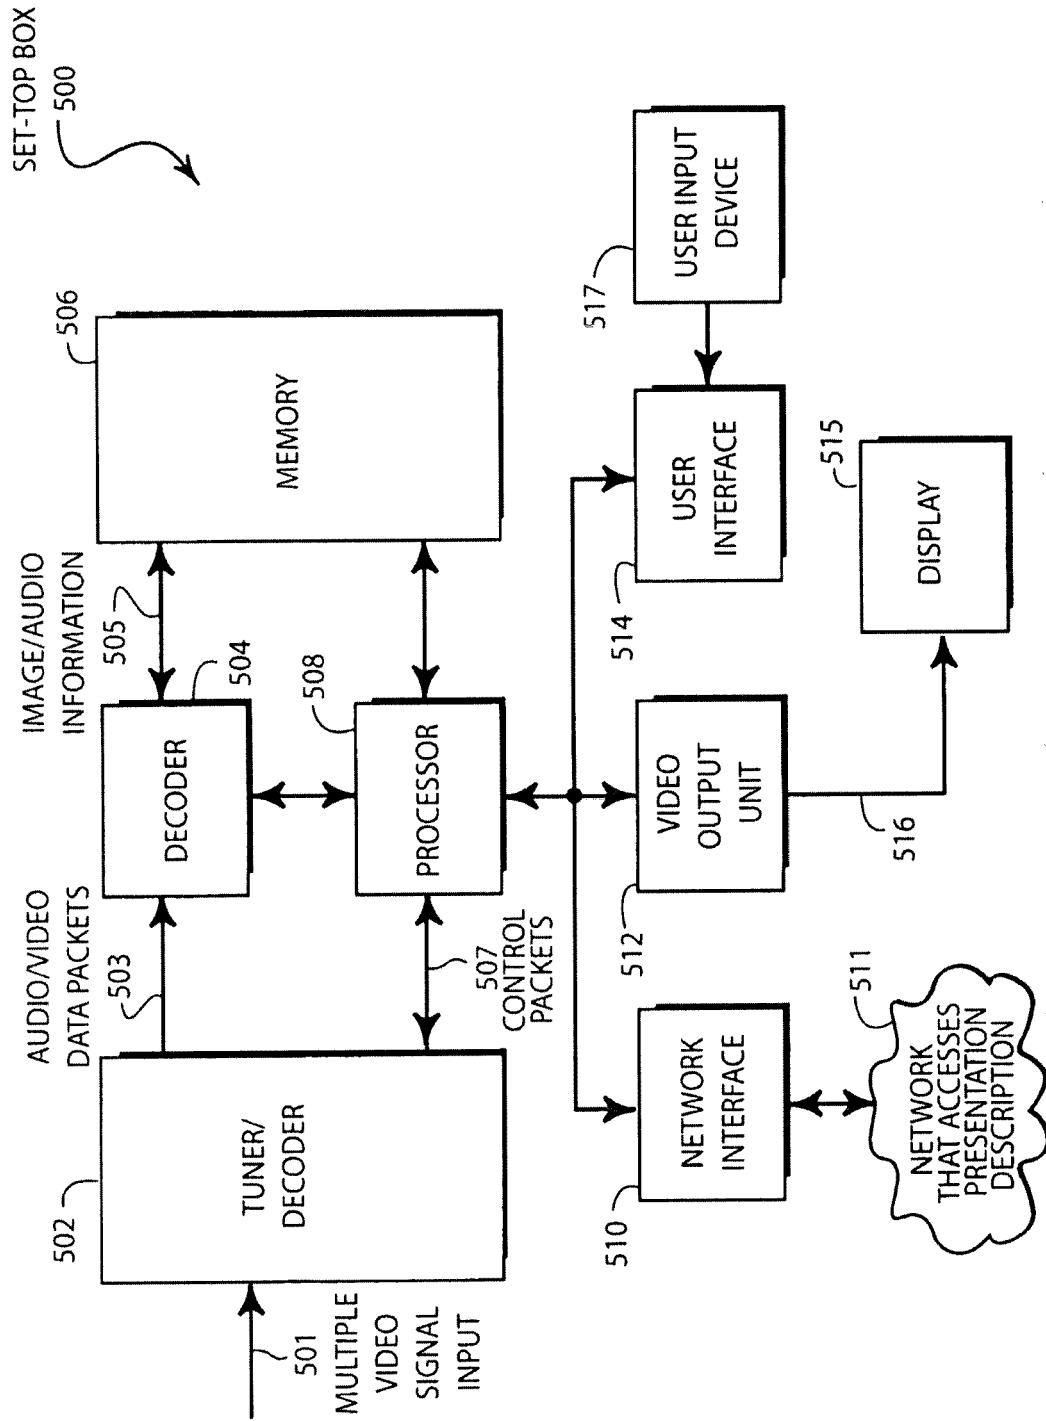 SET-TOP BOX
500
AUDIO/VIDEO
DATA PACKETS
503
IMAGE/AUDIO
INFORMATION
505
506
MEMORY
504
DECODER
502
TUNER/
DECODER
501
MULTIPLE
VIDEO
SIGNAL
INPUT
508
PROCESSOR
507
CONTROL
PACKETS
510
NETWORK
INTERFACE
512
VIDEO
OUTPUT
UNIT
514
USER
INTERFACE
517
USER INPUT
DEVICE
511
NETWORK
THAT ACCESSES
PRESENTATION
DESCRIPTION
516
515
DISPLAY